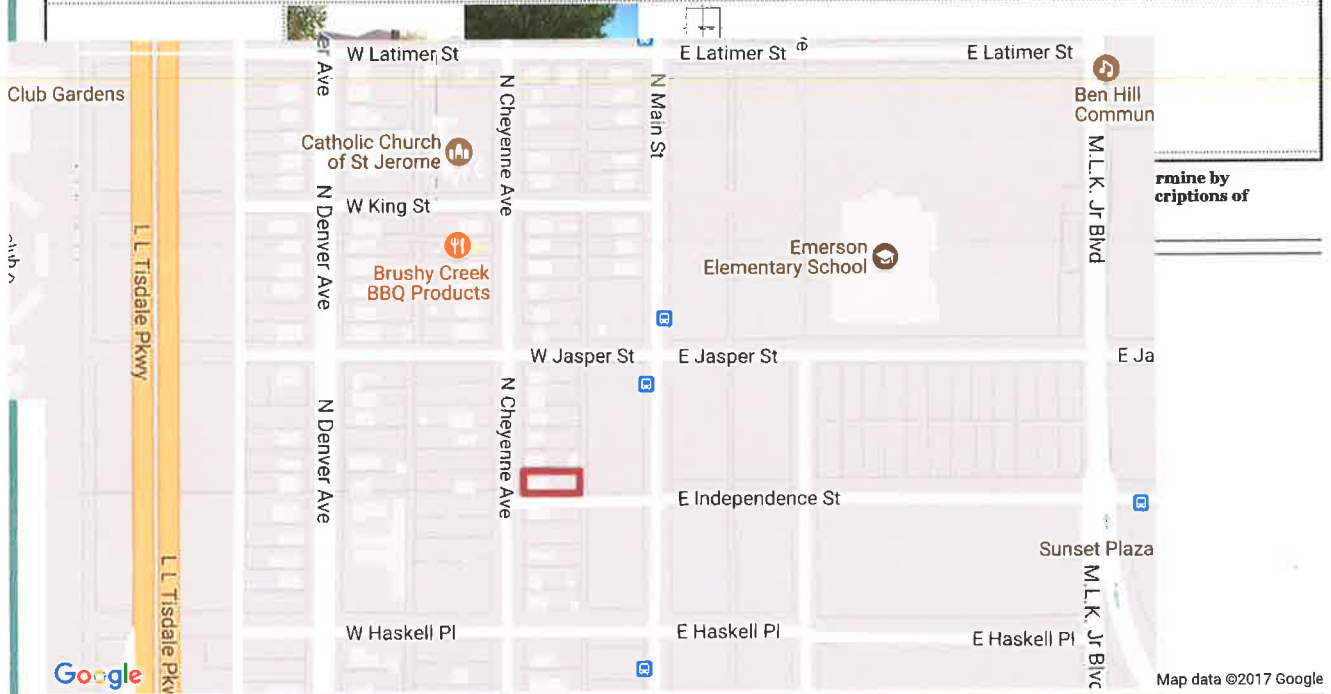 W Latimer St
E Latimer St
E Latimer St
er Ave
N Cheyenne Ave
N Main St
Club Gardens
Ben Hill
Commun
Catholic Church
of St Jerome
M.L.K. Jr Blvd
rmine by
criptions of
W King St
N Denver Ave
L L Tisdale Pkwy
Brushy Creek
BBQ Products
Emerson
Elementary School
W Jasper St
E Jasper St
E Ja
N Denver Ave
N Cheyenne Ave
E Independence St
Sunset Plaza
L L Tisdale Pkw
M.L.K. Jr Blvd
W Haskell Pl
E Haskell Pl
E Haskell Pl
Google
Map data ©2017 Google